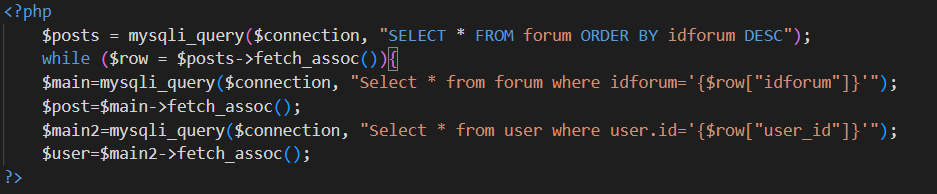 <?php
$posts = mysqli_query($connection, "SELECT * FROM forum ORDER BY idforum DESC");
while ($row = $posts->fetch_assoc()){
$main=mysqli_query($connection, "Select * from forum where idforum='{$row["idforum"]}'");
$post=$main->fetch_assoc();
$main2=mysqli_query($connection, "Select * from user where user.id='{$row["user_id"]}'");
$user=$main2->fetch_assoc();
?>